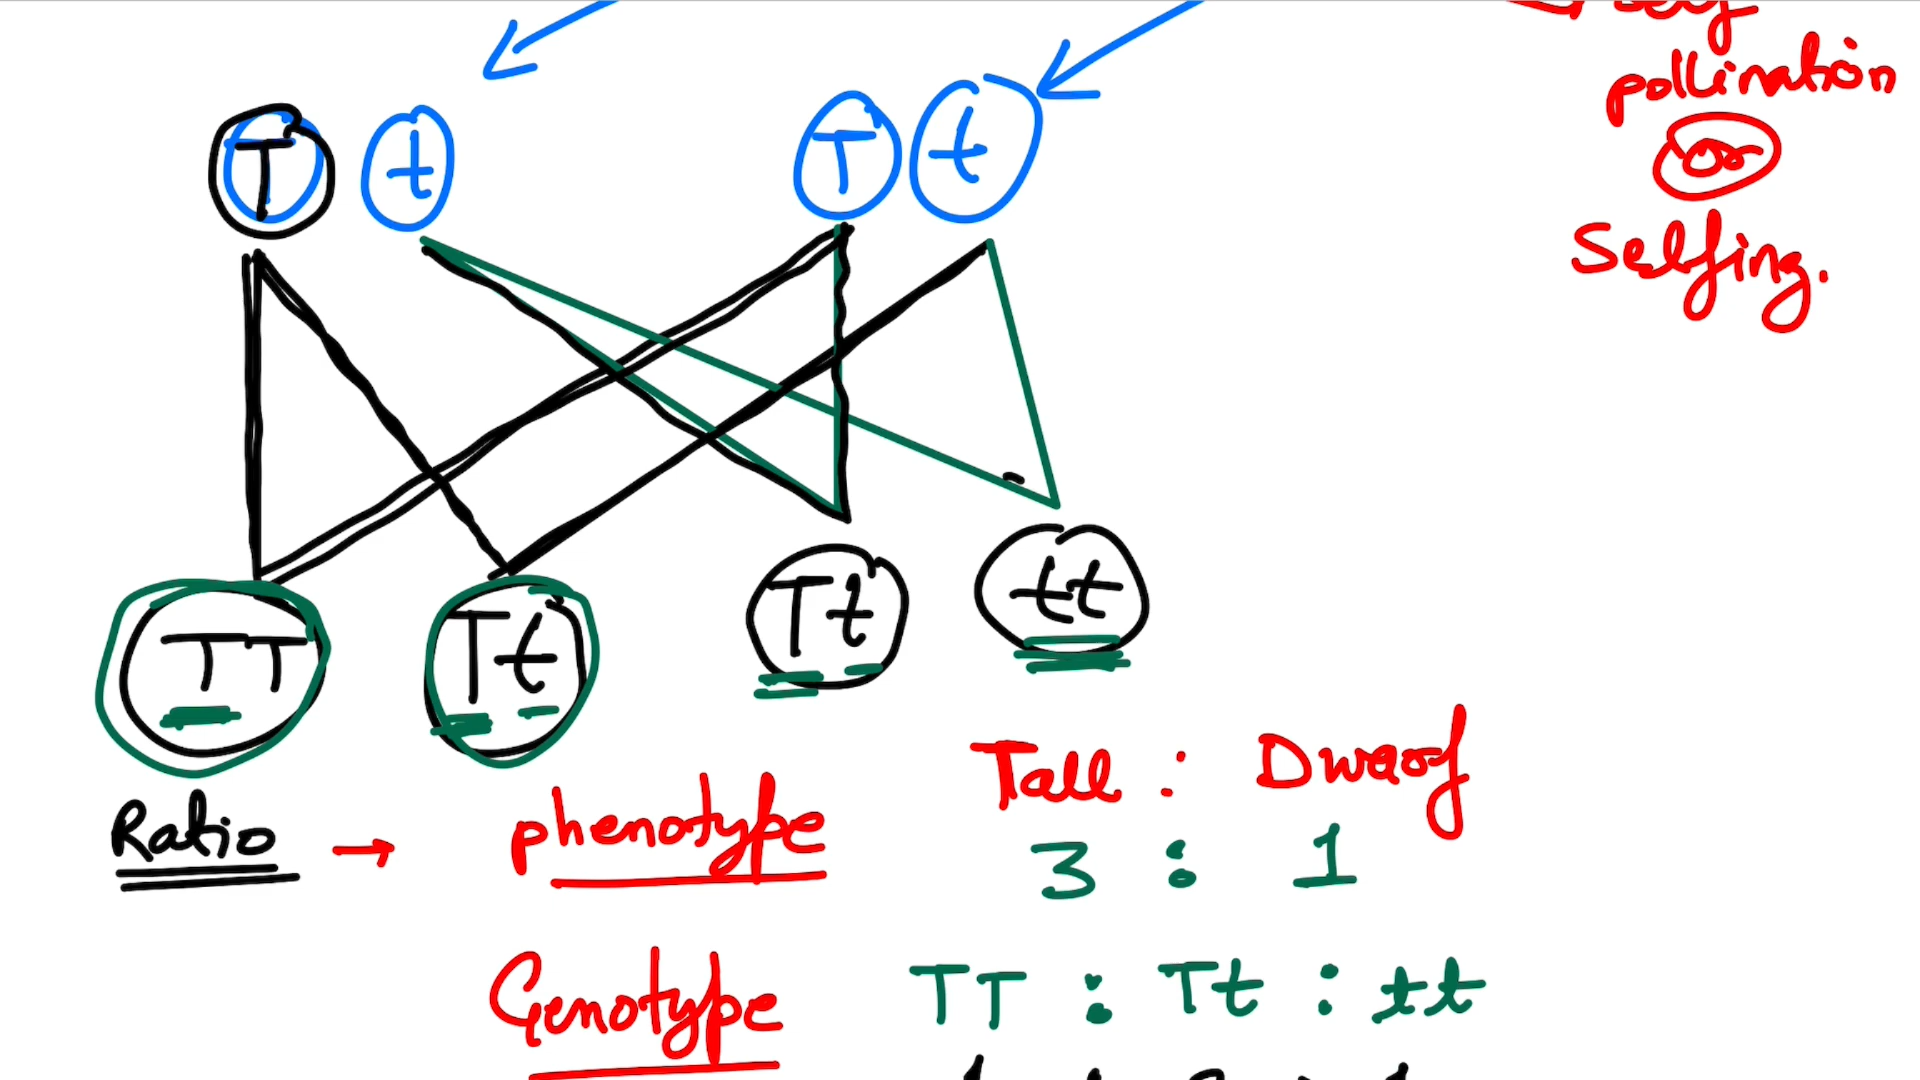 pollination
or
Selfing.
T t T t
TT Tt Tt tt
Tall : Dwarf
Ratio → phenotype
3 : 1
Genotype TT : Tt : tt